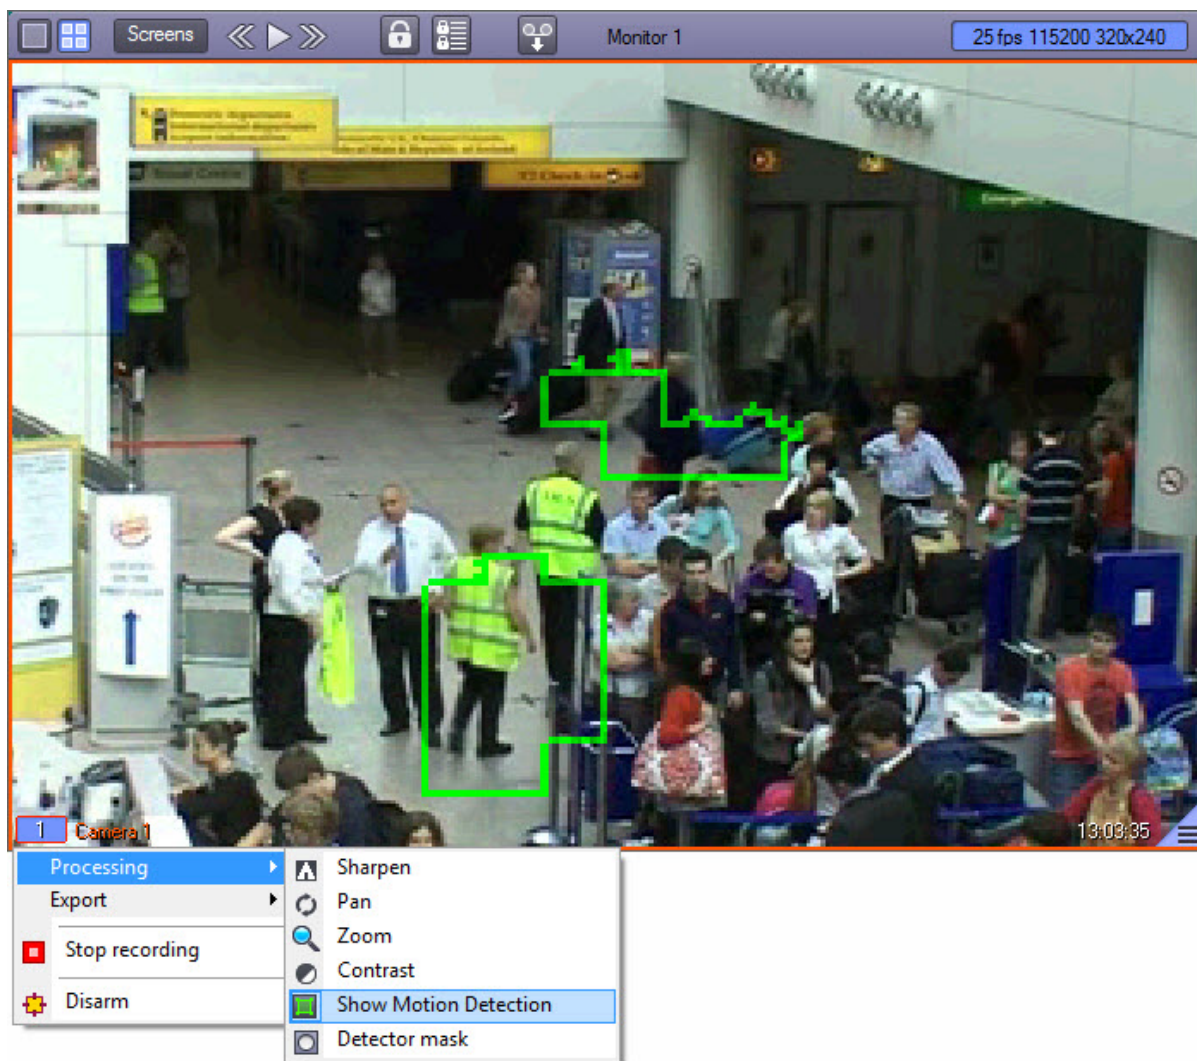 Screens
Monitor 1
25 fps 115200 320x240
Emergency
1
Camera 1
13:03:35
Processing
Export
Stop recording
Disarm
Sharpen
Pan
Zoom
Contrast
Show Motion Detection
Detector mask